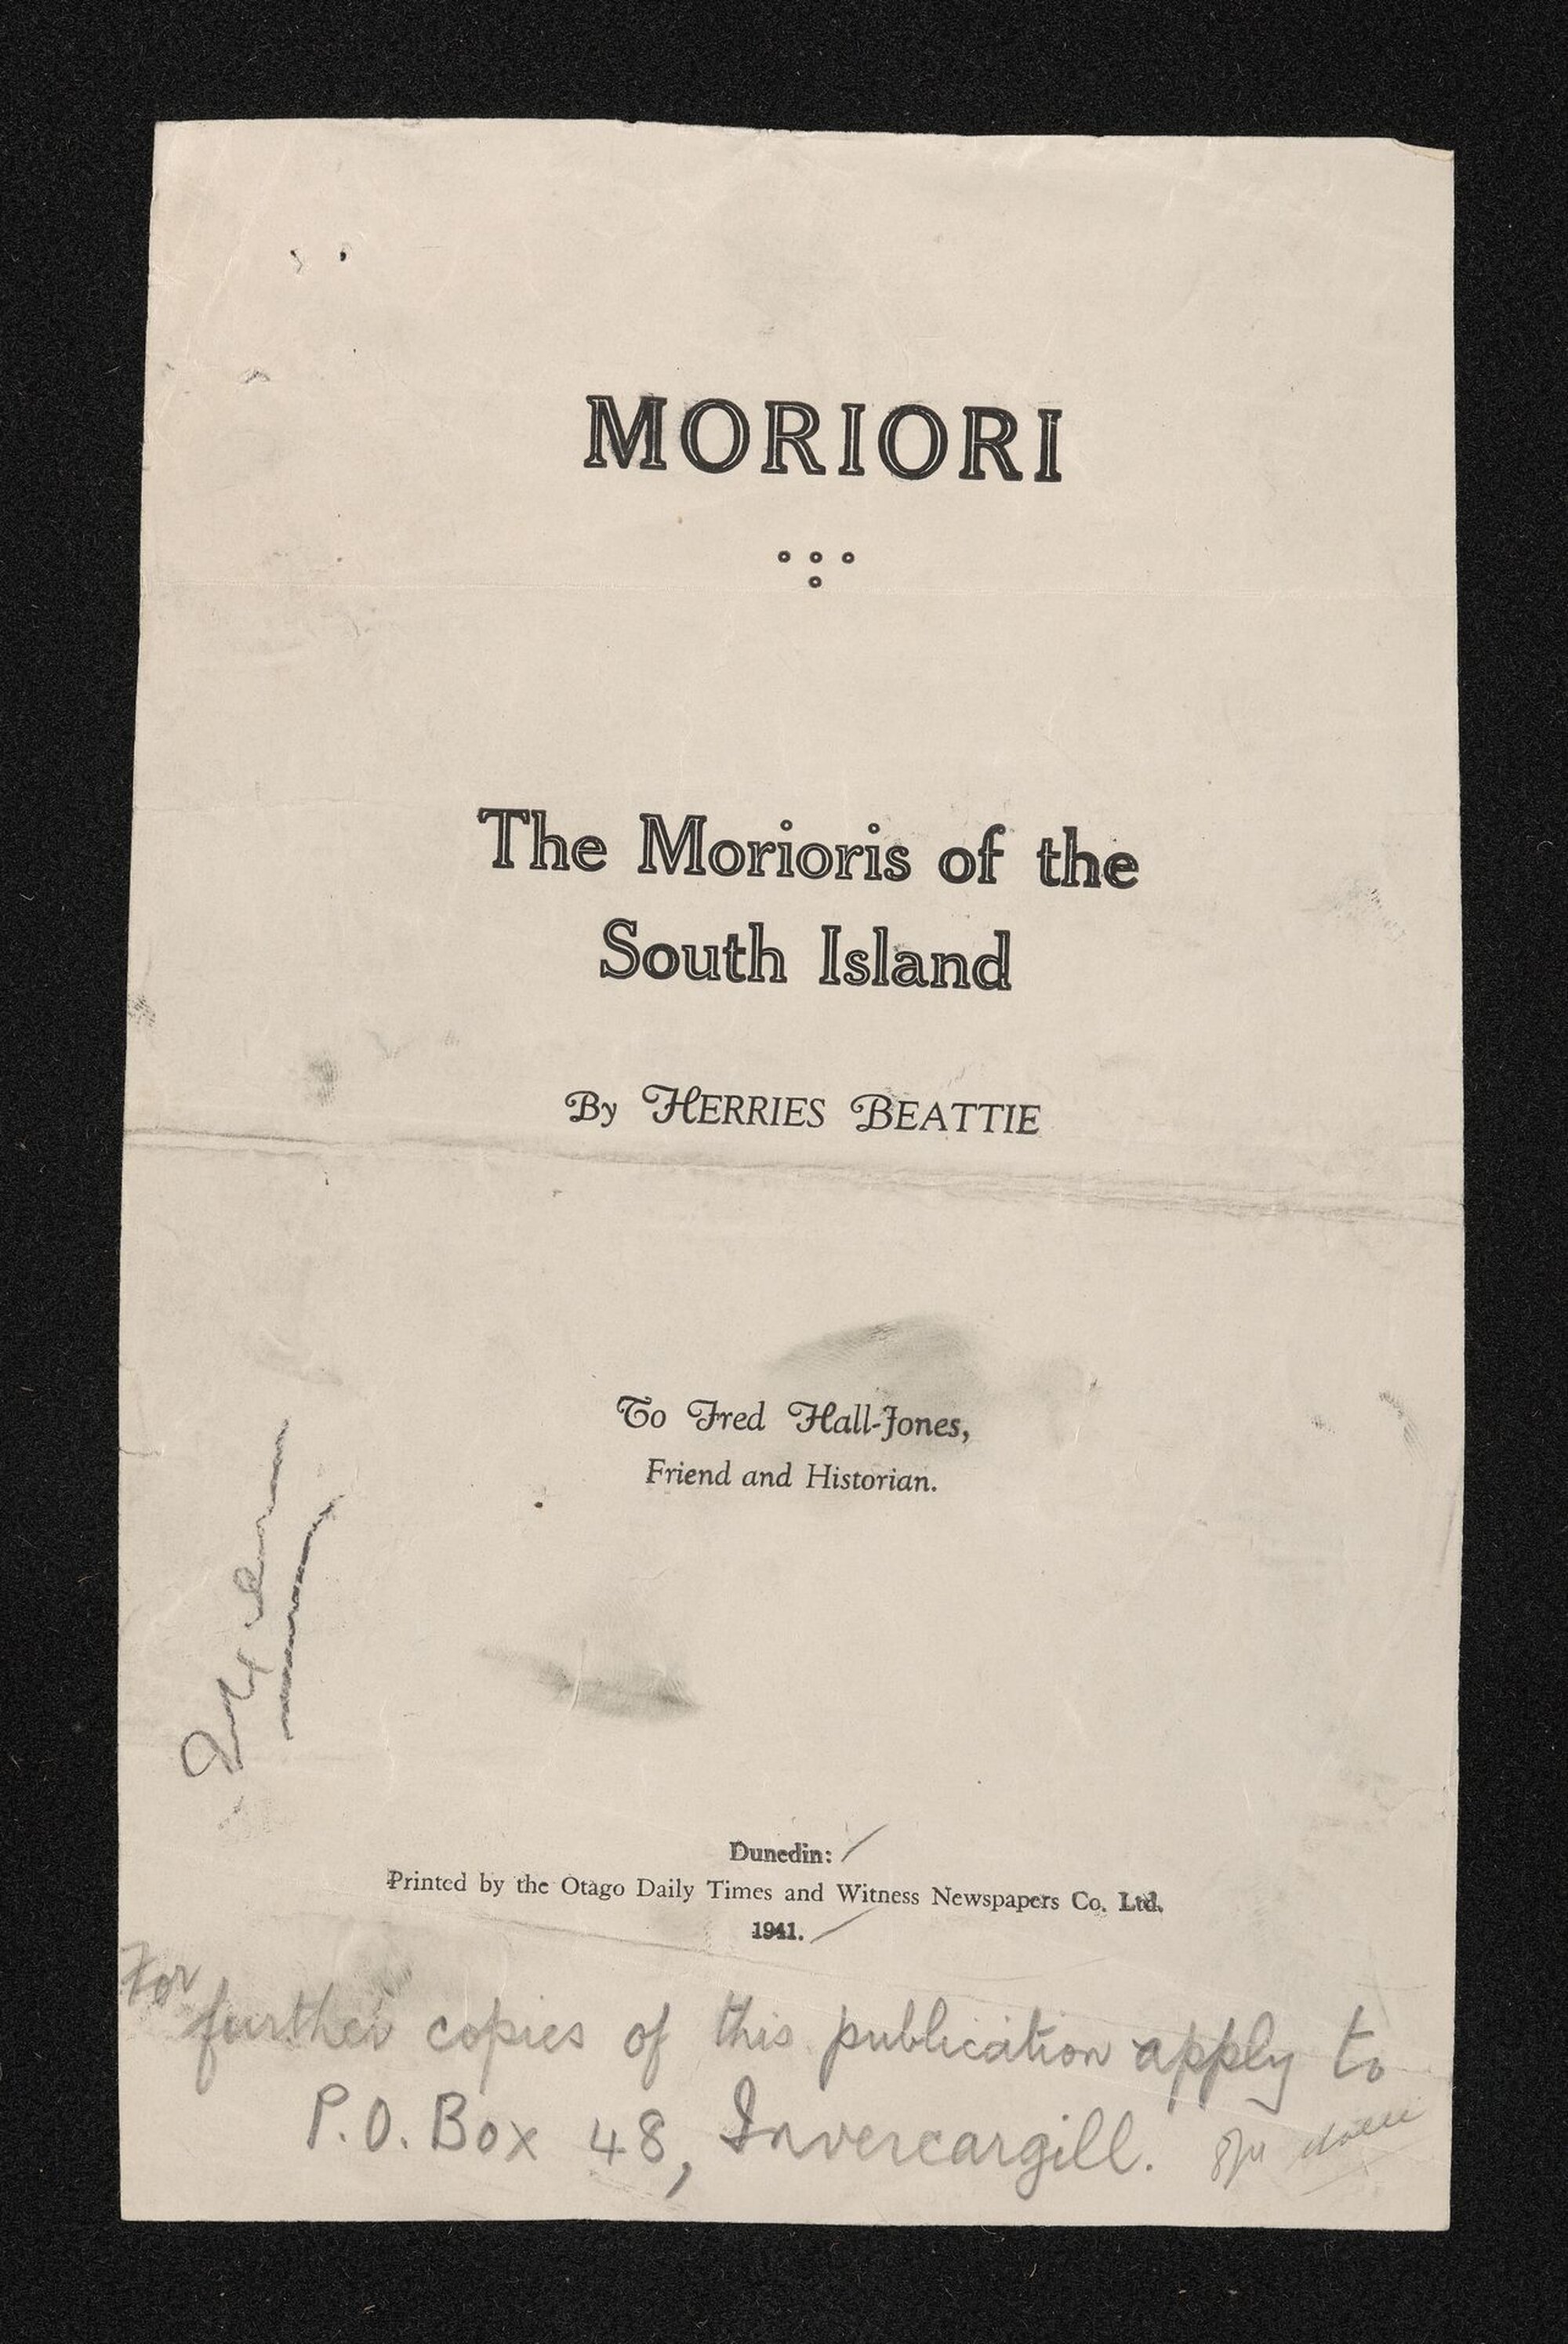 MORIORI
The Morioris of the
South Island
By HERRIES BEATTIE
To Fred Hall-Jones,
Friend and Historian.
Dunedin:
Printed by the Otago Daily Times and Witness Newspapers Co. Ltd.
1941.
For
further copies of this publication apply to
P.O. Box 48, Invercargill.